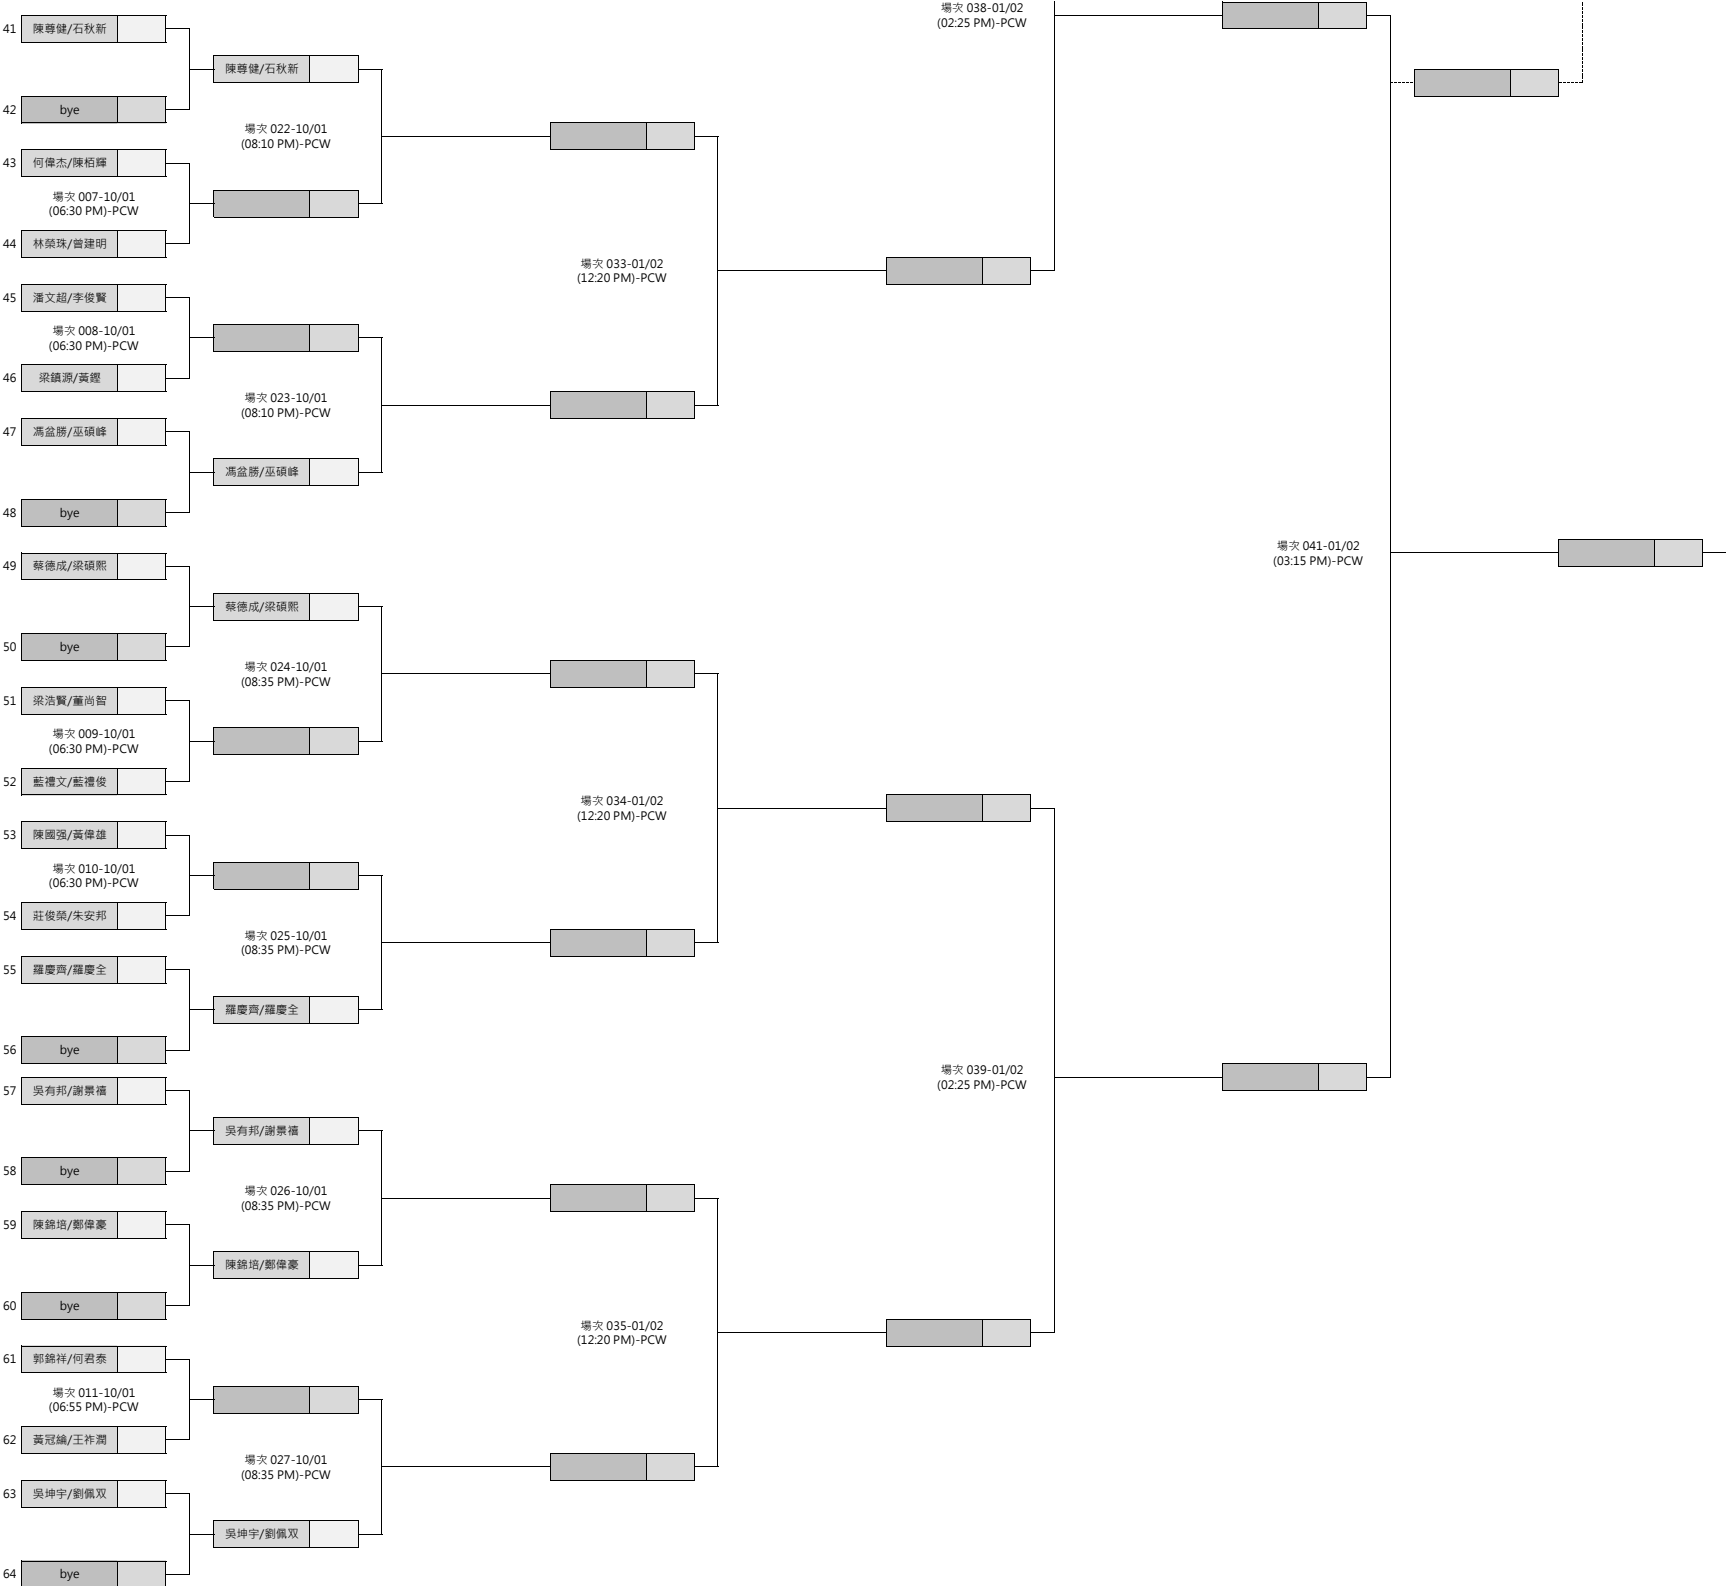 41 陳尊健/石秋新
陳尊健/石秋新
42 bye
場次 022-10/01
(08:10 PM)-PCW
43 何偉杰/陳栢輝
場次 007-10/01
(06:30 PM)-PCW
44 林榮珠/曾建明
場次 033-01/02
(12:20 PM)-PCW
45 潘文超/李俊賢
場次 008-10/01
(06:30 PM)-PCW
46 梁鎮源/黃鏗
場次 023-10/01
(08:10 PM)-PCW
47 馮盆勝/巫碩峰
馮盆勝/巫碩峰
48 bye
場次 038-01/02
(02:25 PM)-PCW
49 蔡德成/梁碩熙
蔡德成/梁碩熙
50 bye
場次 024-10/01
(08:35 PM)-PCW
51 梁浩賢/董尚智
場次 009-10/01
(06:30 PM)-PCW
52 藍禮文/藍禮俊
場次 034-01/02
(12:20 PM)-PCW
53 陳國强/黃偉雄
場次 010-10/01
(06:30 PM)-PCW
54 莊俊榮/朱安邦
場次 025-10/01
(08:35 PM)-PCW
55 羅慶齊/羅慶全
羅慶齊/羅慶全
56 bye
場次 041-01/02
(03:15 PM)-PCW
57 吳有邦/謝景禧
吳有邦/謝景禧
58 bye
場次 026-10/01
(08:35 PM)-PCW
59 陳錦培/鄭偉豪
陳錦培/鄭偉豪
60 bye
場次 039-01/02
(02:25 PM)-PCW
場次 035-01/02
(12:20 PM)-PCW
61 郭錦祥/何君泰
場次 011-10/01
(06:55 PM)-PCW
62 黃冠綸/王祚潤
場次 027-10/01
(08:35 PM)-PCW
63 吳坤宇/劉佩双
吳坤宇/劉佩双
64 bye